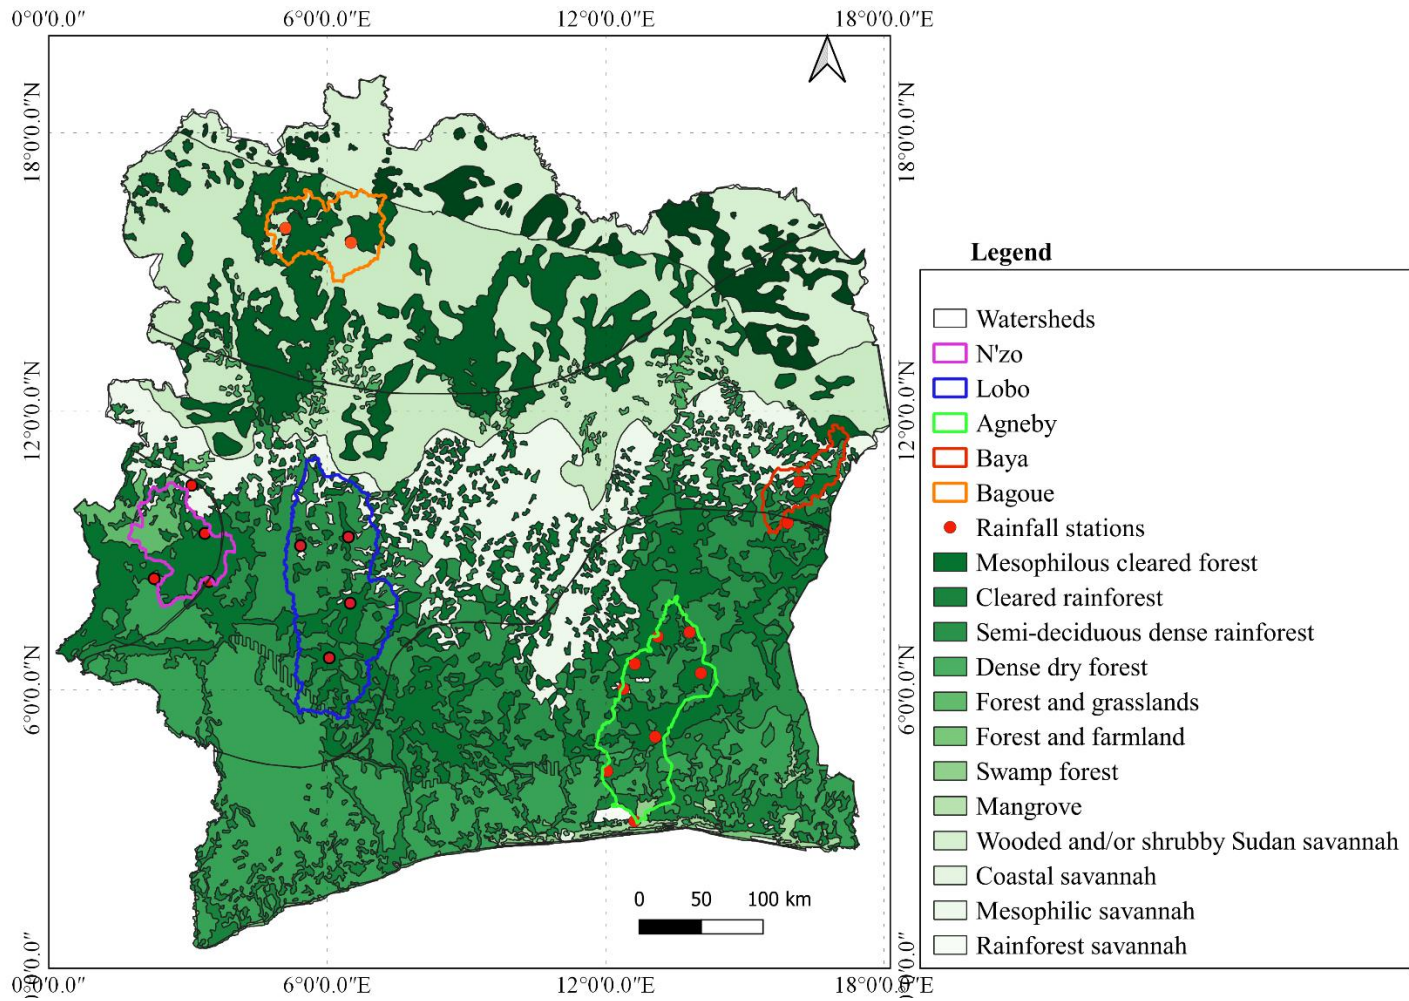 0°0'0.0" 6°0'0.0"E 12°0'0.0"E 18°0'0.0"E
18°0'0.0"N 18°0'0.0"N
12°0'0.0"N 12°0'0.0"N
6°0'0.0"N 6°0'0.0"N
0°0'0.0" 0°0'0.0"
0 50 100 km
0°0'0.0" 6°0'0.0"E 12°0'0.0"E 18°0'0.0"E
Legend
Watersheds
N'zo
Lobo
Agneby
Baya
Bagoue
Rainfall stations
Mesophilous cleared forest
Cleared rainforest
Semi-deciduous dense rainforest
Dense dry forest
Forest and grasslands
Forest and farmland
Swamp forest
Mangrove
Wooded and/or shrubby Sudan savannah
Coastal savannah
Mesophilic savannah
Rainforest savannah